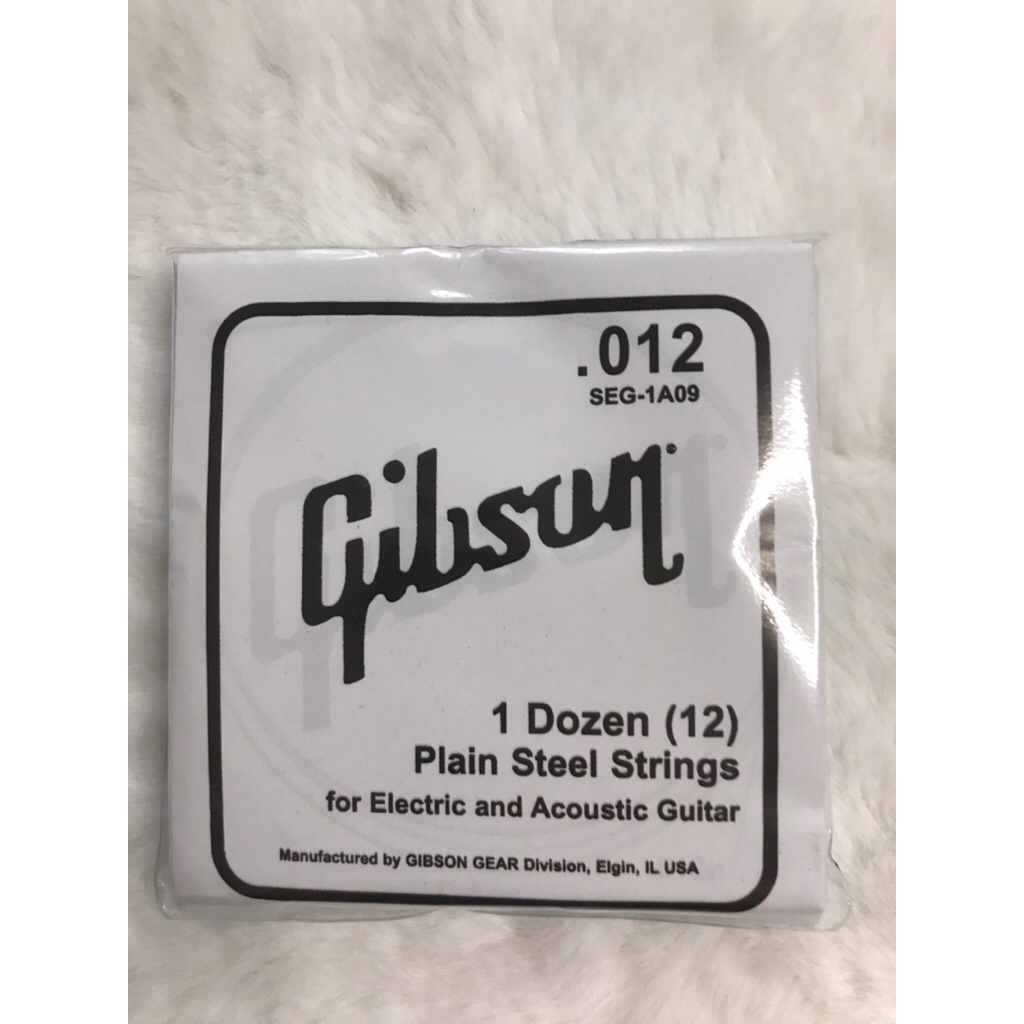 .012
SEG-1A09
Gibson
1 Dozen (12)
Plain Steel Strings
for Electric and Acoustic Guitar
Manufactured by GIBSON GEAR Division, Elgin, IL USA